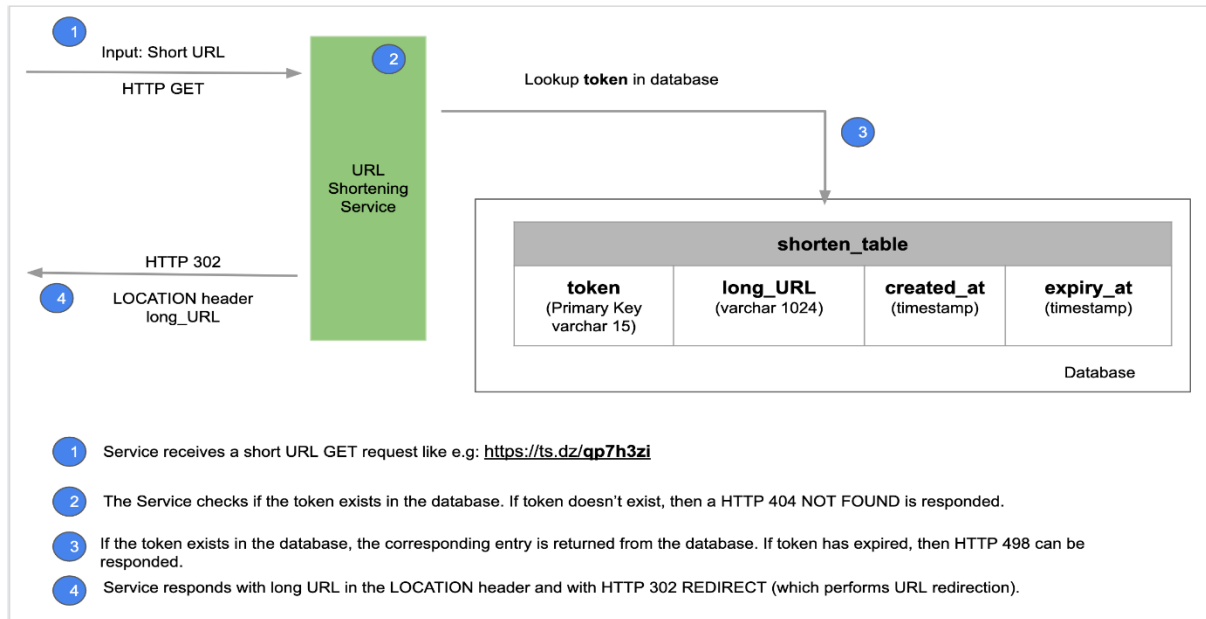 1
Input: Short URL
HTTP GET
2
URL
Shortening
Service
Lookup token in database
3
HTTP 302
4
LOCATION header
long_URL
shorten_table
token
(Primary Key
varchar 15)
long_URL
(varchar 1024)
created_at
(timestamp)
expiry_at
(timestamp)
Database
1 Service receives a short URL GET request like e.g: https://ts.dz/qp7h3zi
2 The Service checks if the token exists in the database. If token doesn't exist, then a HTTP 404 NOT FOUND is responded.
3 If the token exists in the database, the corresponding entry is returned from the database. If token has expired, then HTTP 498 can be
responded.
4 Service responds with long URL in the LOCATION header and with HTTP 302 REDIRECT (which performs URL redirection).